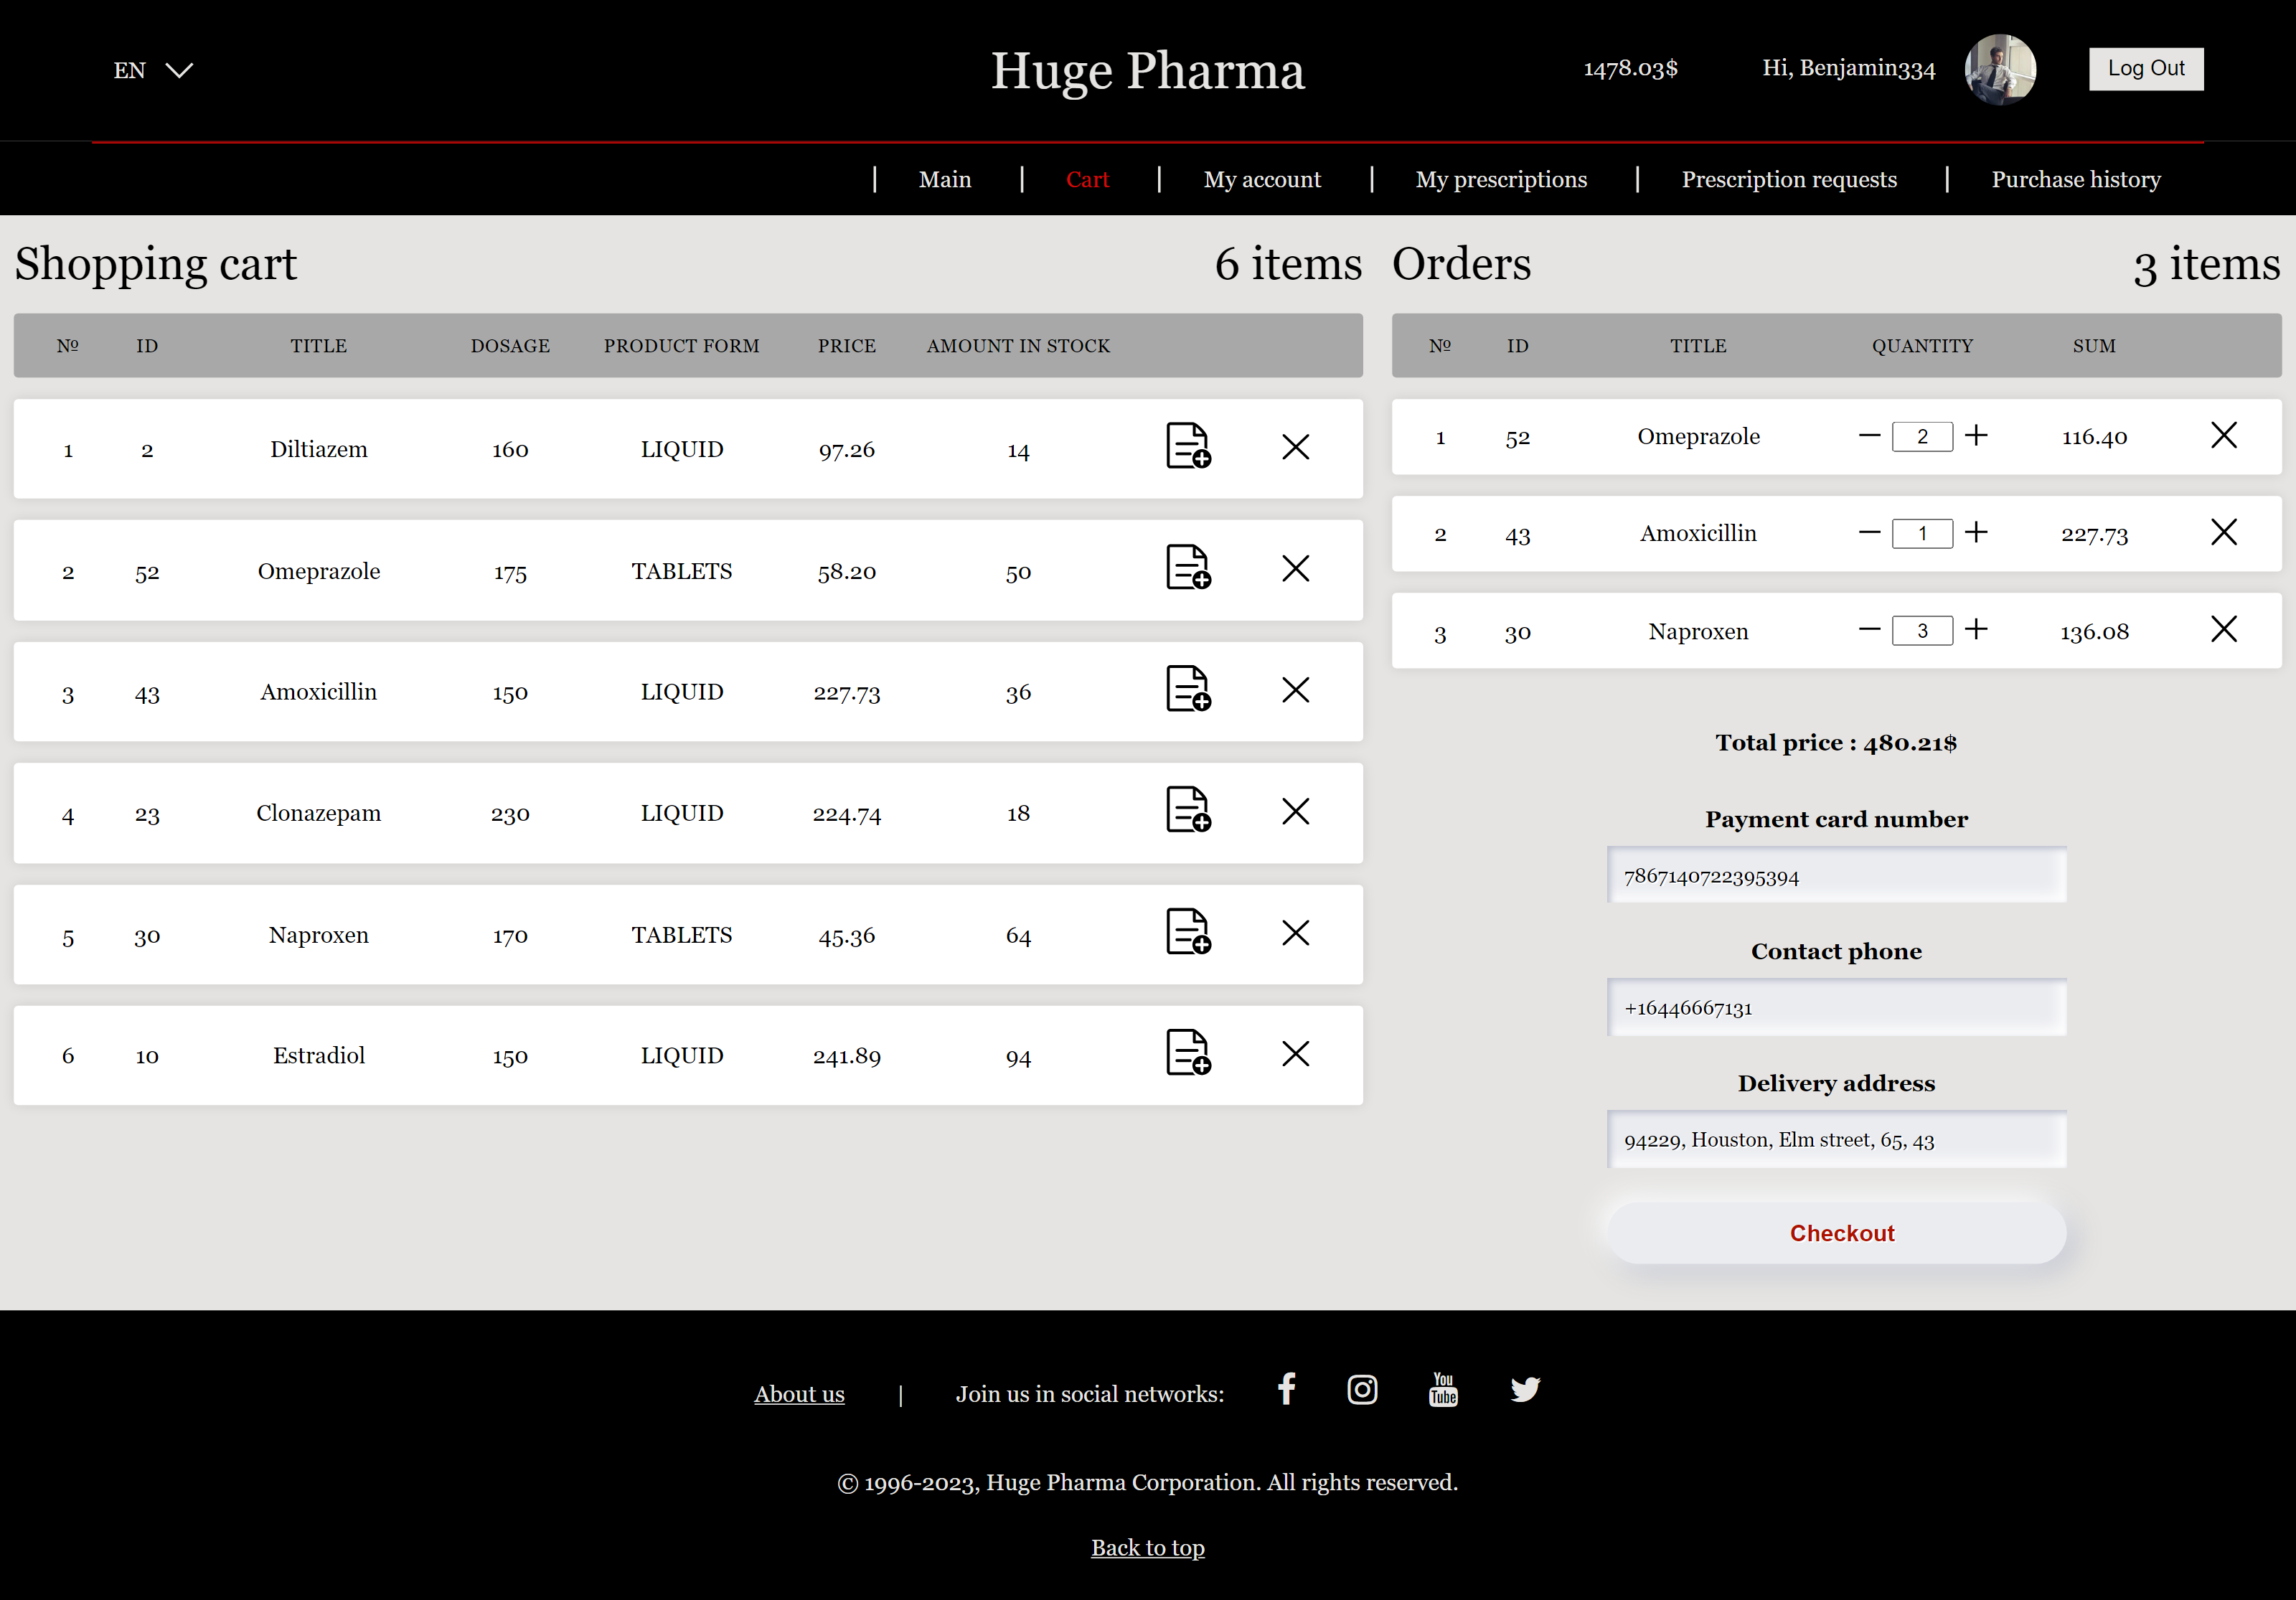 EN
Huge Pharma
1478.03$
Hi, Benjamin334
Log Out
| Main | Cart | My account | My prescriptions | Prescription requests | Purchase history
Shopping cart 6 items
№ ID TITLE DOSAGE PRODUCT FORM PRICE AMOUNT IN STOCK
1 2 Diltiazem 160 LIQUID 97.26 14
2 52 Omeprazole 175 TABLETS 58.20 50
3 43 Amoxicillin 150 LIQUID 227.73 36
4 23 Clonazepam 230 LIQUID 224.74 18
5 30 Naproxen 170 TABLETS 45.36 64
6 10 Estradiol 150 LIQUID 241.89 94
Orders 3 items
№ ID TITLE QUANTITY SUM
1 52 Omeprazole 2 116.40
2 43 Amoxicillin 1 227.73
3 30 Naproxen 3 136.08
Total price : 480.21$
Payment card number
7867140722395394
Contact phone
+16446667131
Delivery address
94229, Houston, Elm street, 65, 43
Checkout
About us | Join us in social networks: You Tube
© 1996-2023, Huge Pharma Corporation. All rights reserved.
Back to top